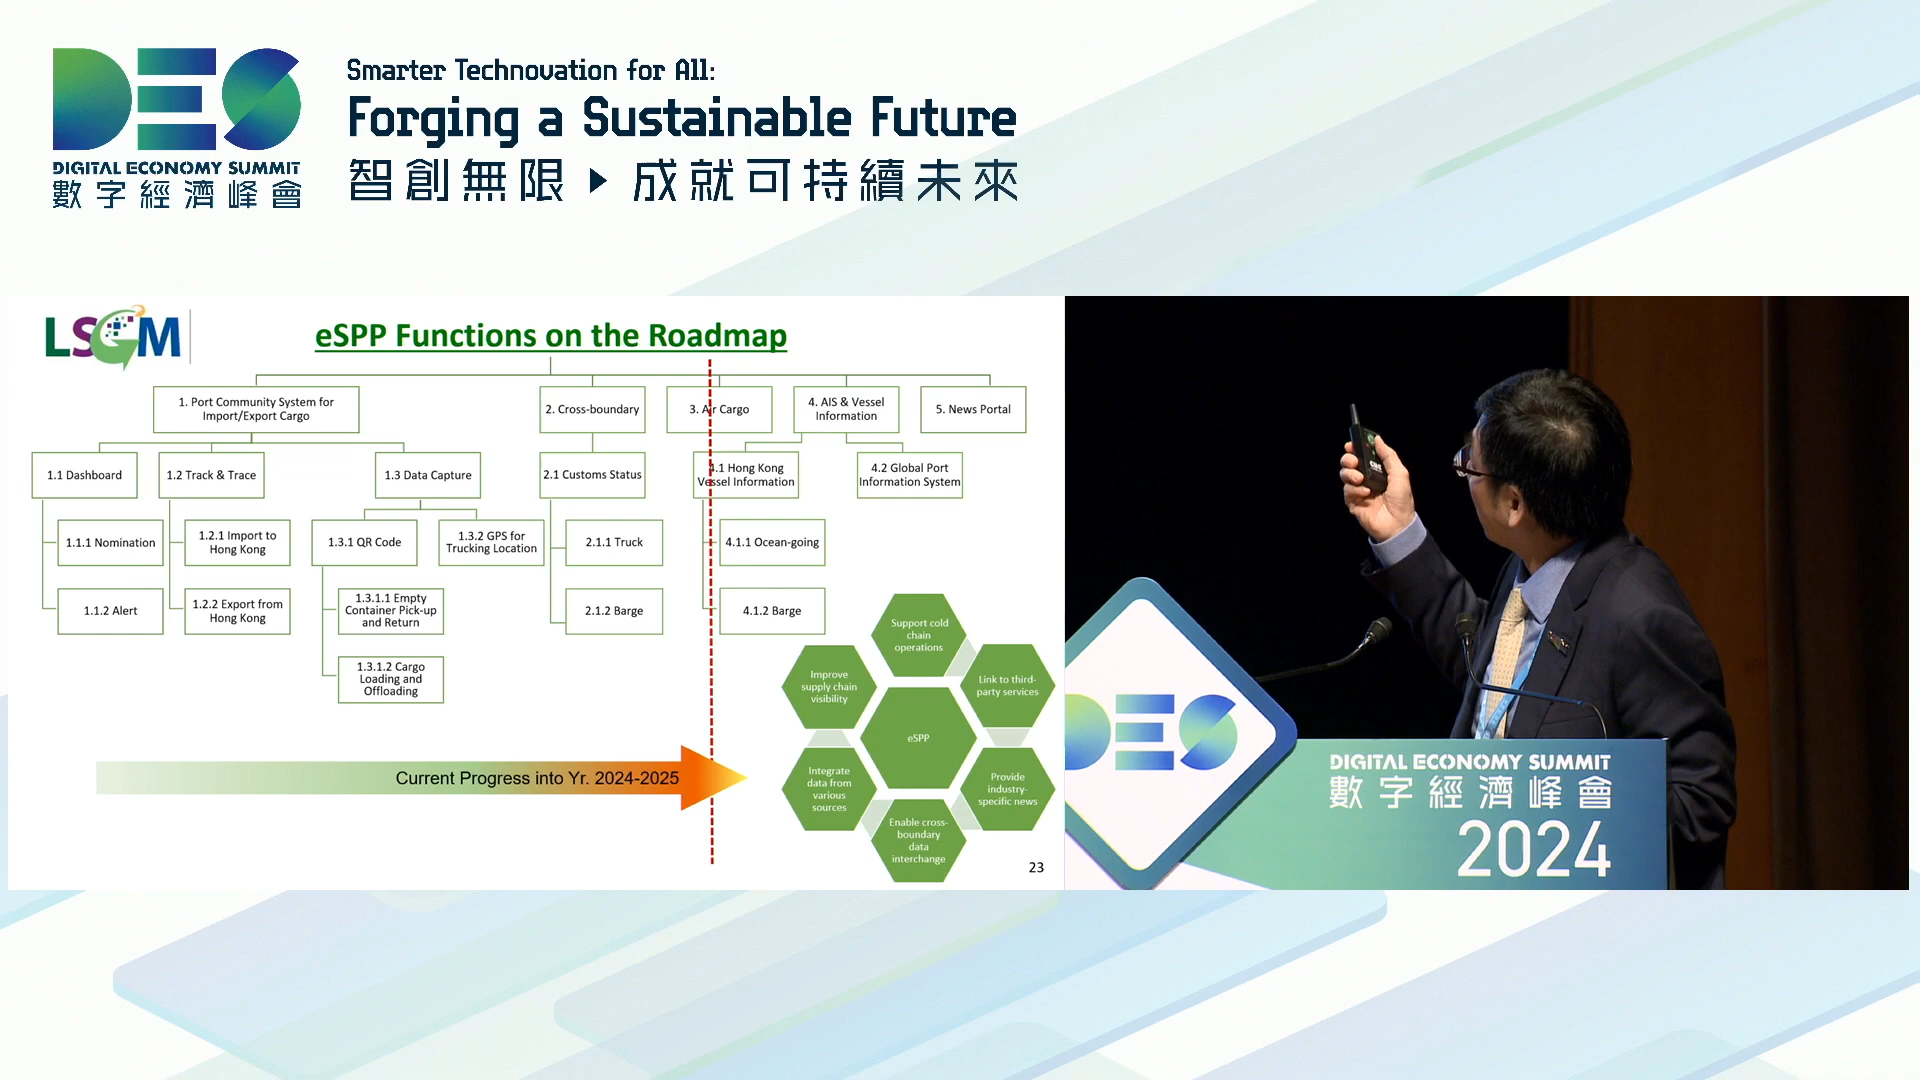 DES
DIGITAL ECONOMY SUMMIT
數字經濟峰會
Smarter Technovation for All:
Forging a Sustainable Future
智創無限 ▶ 成就可持續未來
LSCM
eSPP Functions on the Roadmap
1. Port Community System for
Import/Export Cargo
2. Cross-boundary
3. Air Cargo
4. AIS & Vessel
Information
5. News Portal
1.1 Dashboard
1.2 Track & Trace
1.3 Data Capture
2.1 Customs Status
4.1 Hong Kong
Vessel Information
4.2 Global Port
Information System
1.1.1 Nomination
1.2.1 Import to
Hong Kong
1.3.1 QR Code
1.3.2 GPS for
Trucking Location
2.1.1 Truck
4.1.1 Ocean-going
1.1.2 Alert
1.2.2 Export from
Hong Kong
1.3.1.1 Empty
Container Pick-up
and Return
2.1.2 Barge
4.1.2 Barge
1.3.1.2 Cargo
Loading and
Offloading
Current Progress into Yr. 2024-2025
Support cold
chain
operations
Improve
supply chain
visibility
Link to third-
party services
eSPP
Integrate
data from
various
sources
Provide
industry-
specific news
Enable cross-
boundary
data
interchange
23
DES
DIGITAL ECONOMY SUMMIT
數字經濟峰會
2024